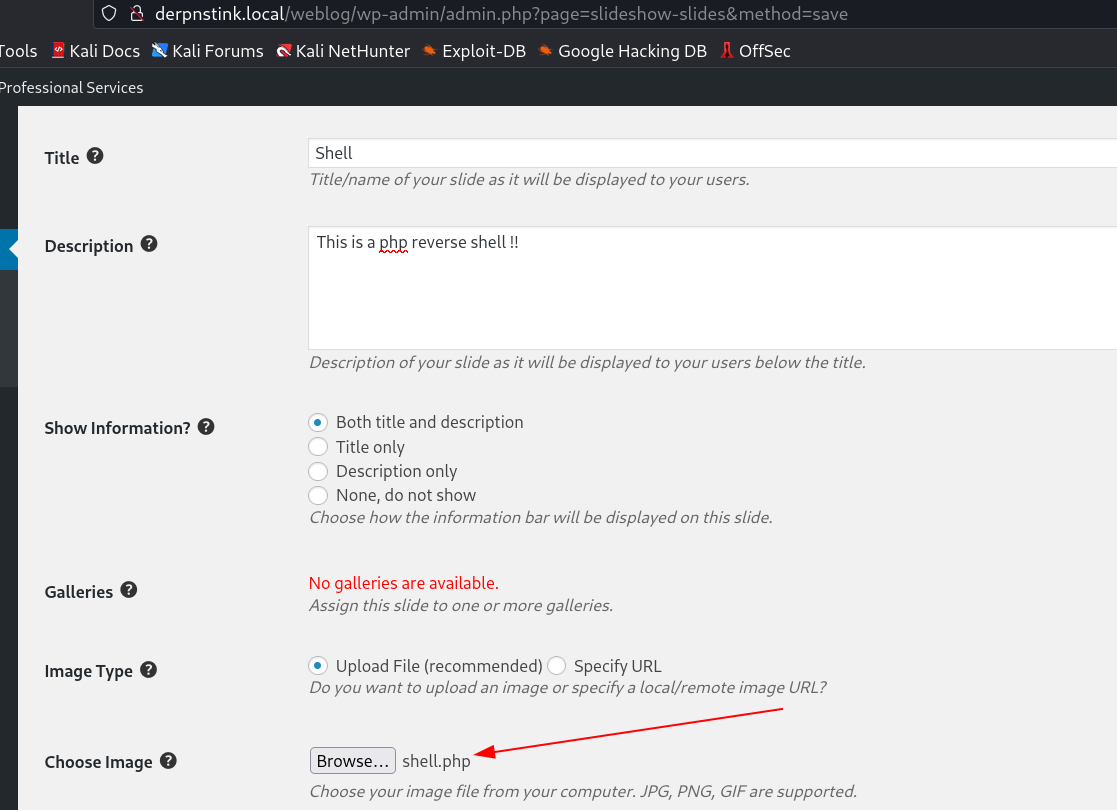 derpnstink.local/weblog/wp-admin/admin.php?page=slideshow-slides&method=save
Tools Kali Docs Kali Forums Kali NetHunter Exploit-DB Google Hacking DB OffSec
Professional Services
Title ? Shell
Title/name of your slide as it will be displayed to your users.
Description ? This is a php reverse shell !!
Description of your slide as it will be displayed to your users below the title.
Show Information? ? Both title and description
Title only
Description only
None, do not show
Choose how the information bar will be displayed on this slide.
Galleries ? No galleries are available.
Assign this slide to one or more galleries.
Image Type ? Upload File (recommended) Specify URL
Do you want to upload an image or specify a local/remote image URL?
Choose Image ? Browse... shell.php
Choose your image file from your computer. JPG, PNG, GIF are supported.